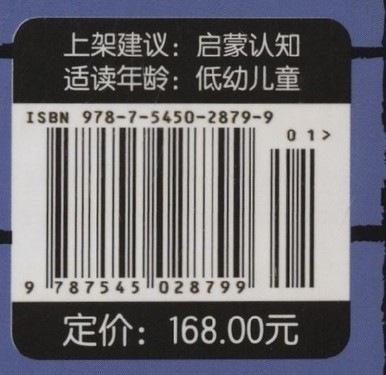 上架建议：启蒙认知
适读年龄：低幼儿童
ISBN 978-7-5450-2879-9
01>
9 787545 028799
定价：168.00元